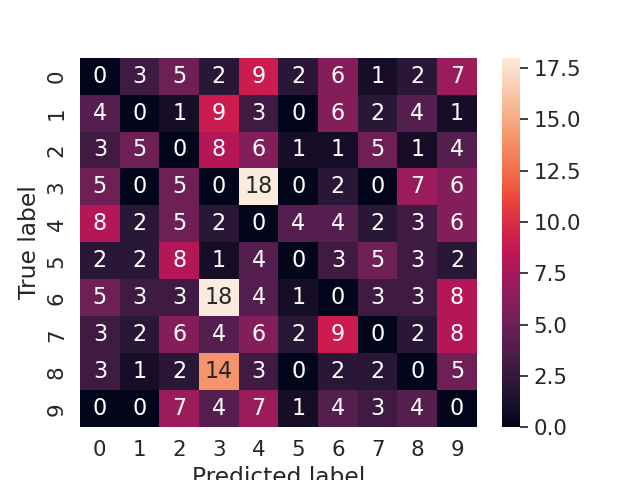 0 0 3 5 2 9 2 6 1 2 7
1 4 0 1 9 3 0 6 2 4 1
2 3 5 0 8 6 1 1 5 1 4
3 5 0 5 0 18 0 2 0 7 6
4 8 2 5 2 0 4 4 2 3 6
5 2 2 8 1 4 0 3 5 3 2
6 5 3 3 18 4 1 0 3 3 8
7 3 2 6 4 6 2 9 0 2 8
8 3 1 2 14 3 0 2 2 0 5
9 0 0 7 4 7 1 4 3 4 0
0 1 2 3 4 5 6 7 8 9
True label
Predicted label
17.5
15.0
12.5
10.0
7.5
5.0
2.5
0.0